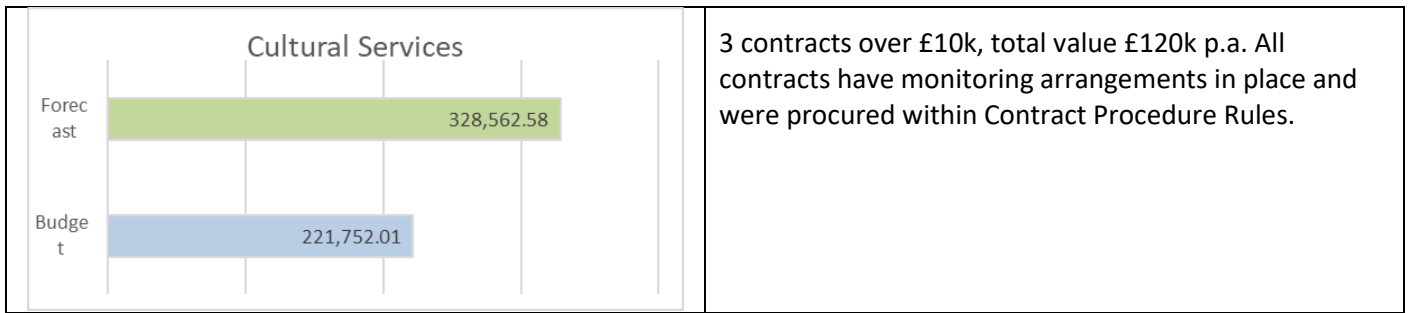 Cultural Services
Forec
ast
328,562.58
Budge
t
221,752.01
3 contracts over £10k, total value £120k p.a. All
contracts have monitoring arrangements in place and
were procured within Contract Procedure Rules.